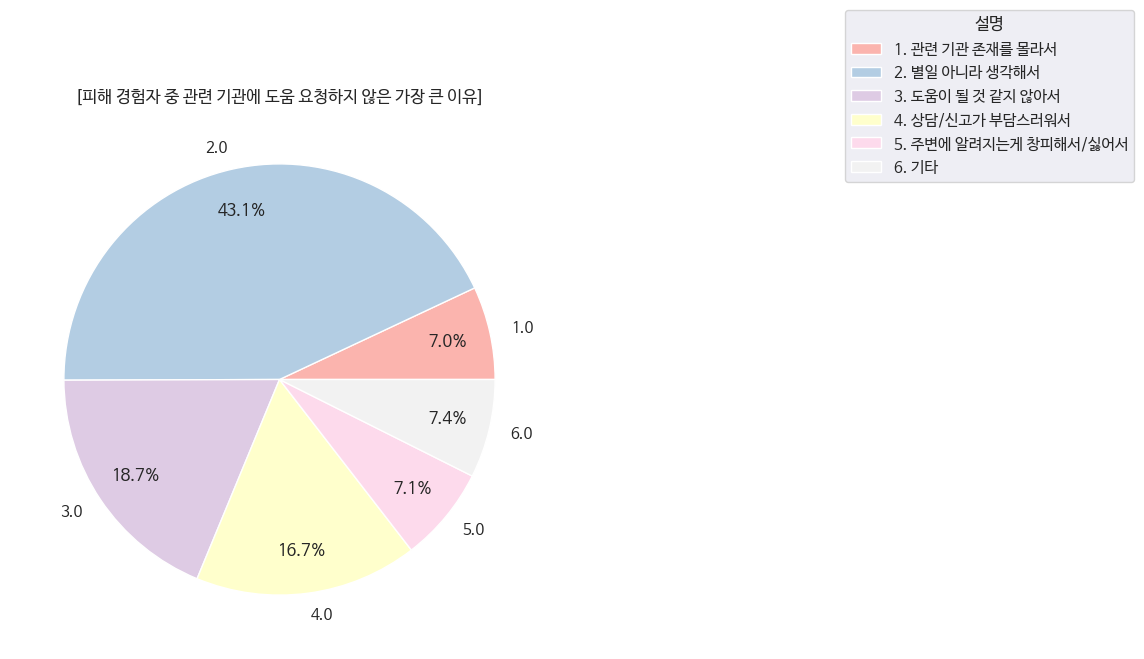 설명
1. 관련 기관 존재를 몰라서
2. 별일 아니라 생각해서
3. 도움이 될 것 같지 않아서
4. 상담/신고가 부담스러워서
5. 주변에 알려지는게 창피해서/싫어서
6. 기타
[피해 경험자 중 관련 기관에 도움 요청하지 않은 가장 큰 이유]
2.0
43.1%
1.0
7.0%
7.4%
6.0
18.7%
7.1%
3.0
5.0
16.7%
4.0